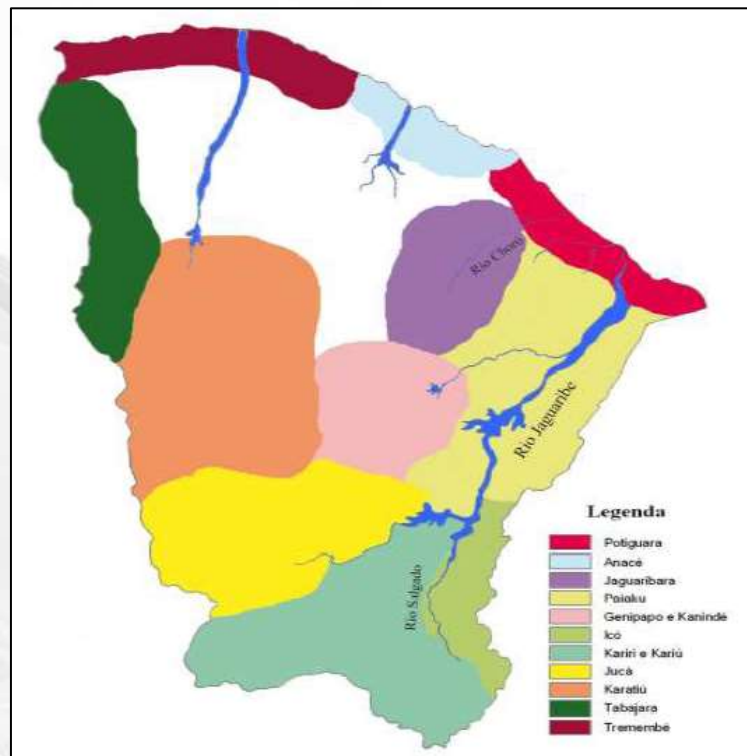 Rio Choró
Rio Jaguaribe
Rio Salgado
Legenda
Potiguara
Anacé
Jaguaribara
Paiaku
Genipapo e Kanindé
Icó
Kariri e Kariú
Jucá
Karatiú
Tabajara
Tremembé